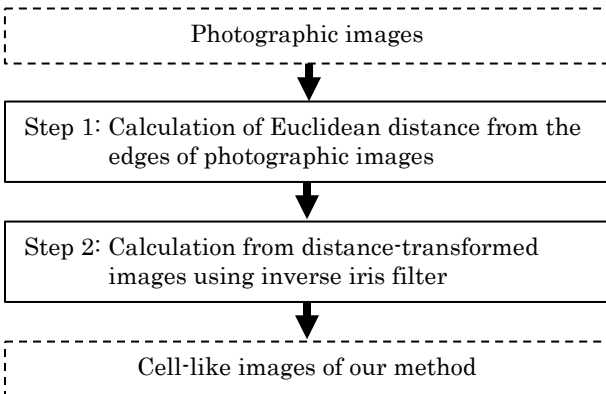 Photographic images
Step 1: Calculation of Euclidean distance from the
edges of photographic images
Step 2: Calculation from distance-transformed
images using inverse iris filter
Cell-like images of our method